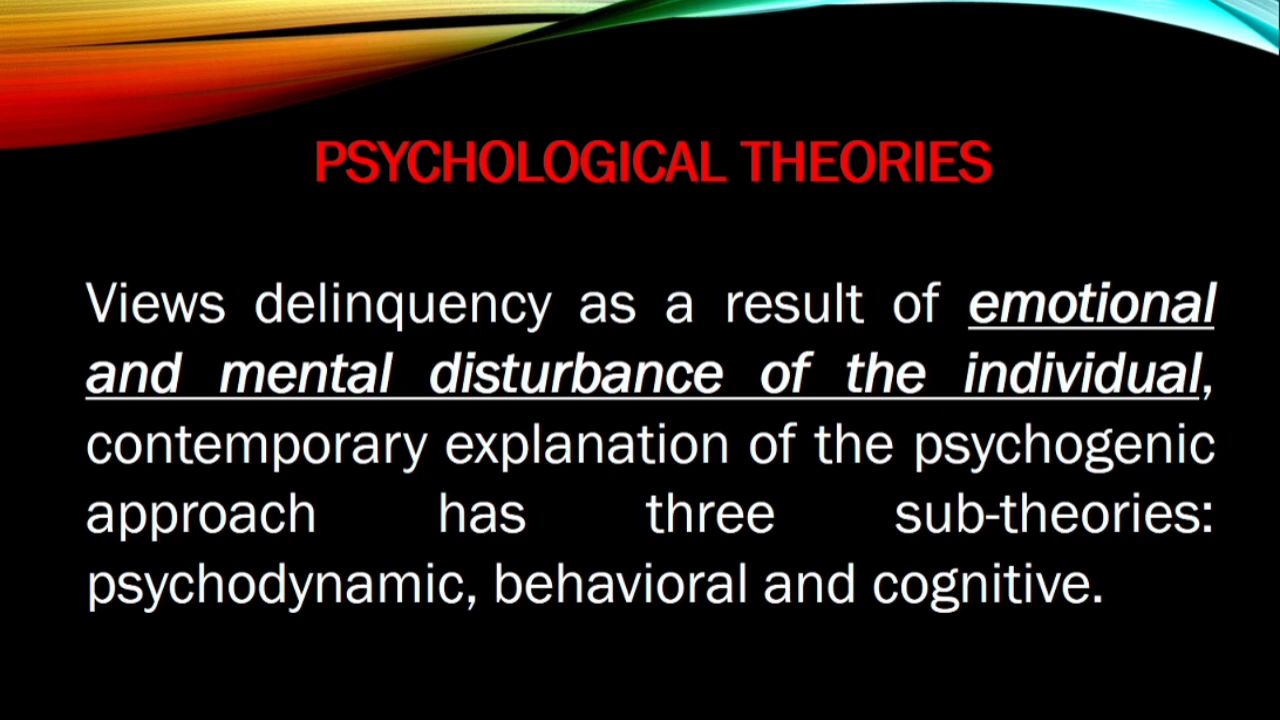 PSYCHOLOGICAL THEORIES
Views delinquency as a result of emotional
and mental disturbance of the individual,
contemporary explanation of the psychogenic
approach has three sub-theories:
psychodynamic, behavioral and cognitive.